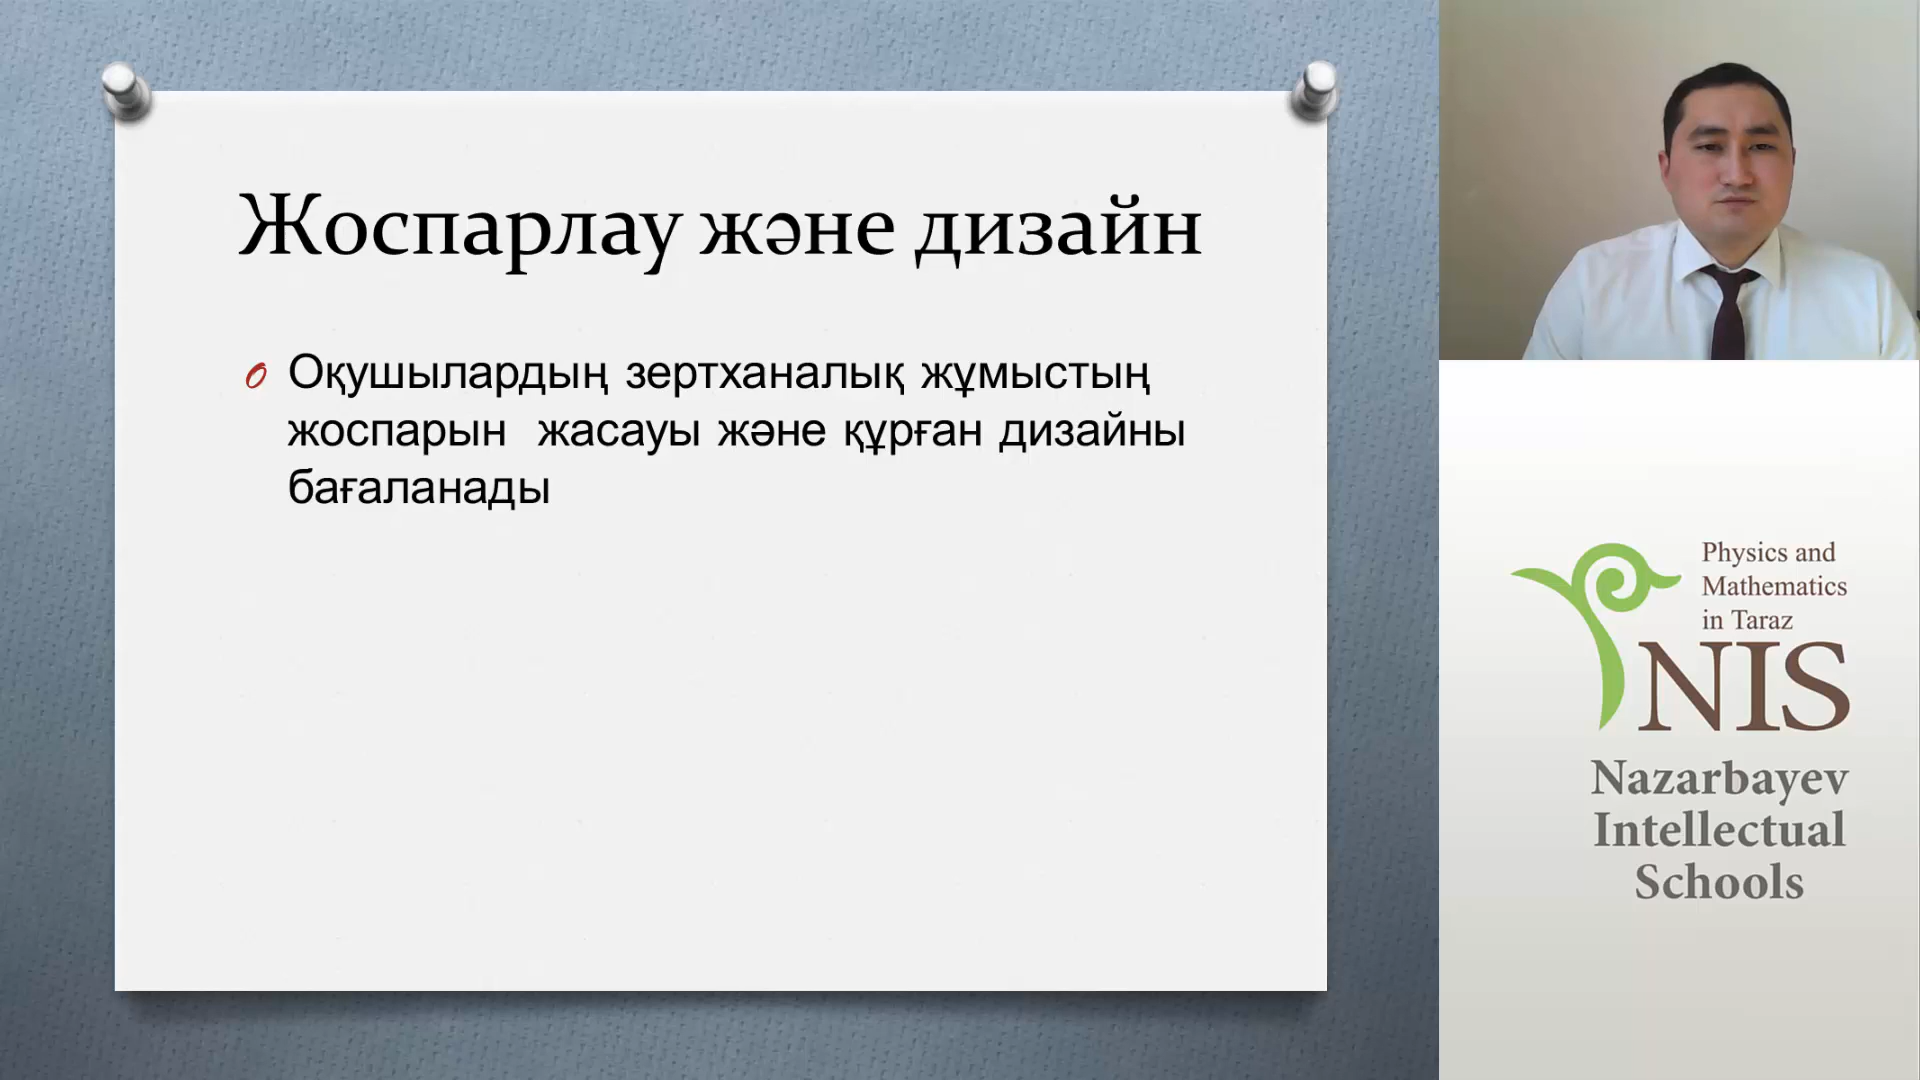 Жоспарлау және дизайн
Оқушылардың зертханалық жұмыстың
жоспарын жасауы және құрған дизайны
бағаланады
Physics and
Mathematics
in Taraz
NIS
Nazarbayev
Intellectual
Schools